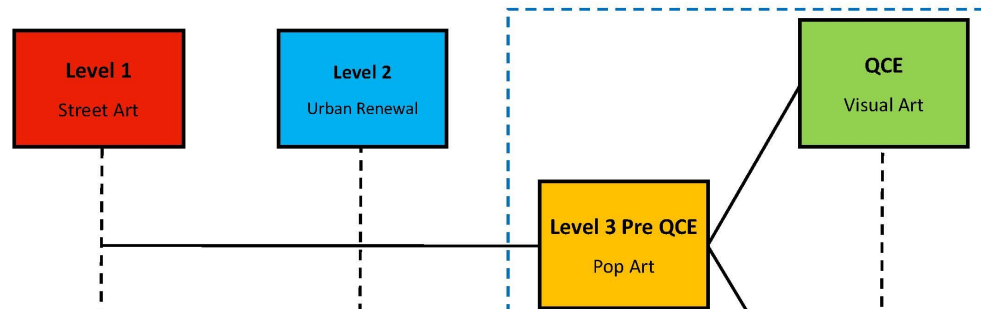 Level 1
Street Art
Level 2
Urban Renewal
QCE
Visual Art
Level 3 Pre QCE
Pop Art